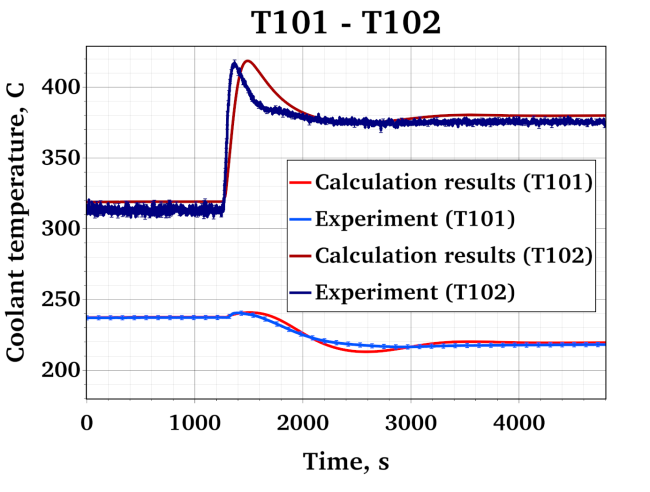 T101 - T102
Coolant temperature, C
400
350
300
250
200
Calculation results (T101)
Experiment (T101)
Calculation results (T102)
Experiment (T102)
0 1000 2000 3000 4000
Time, s